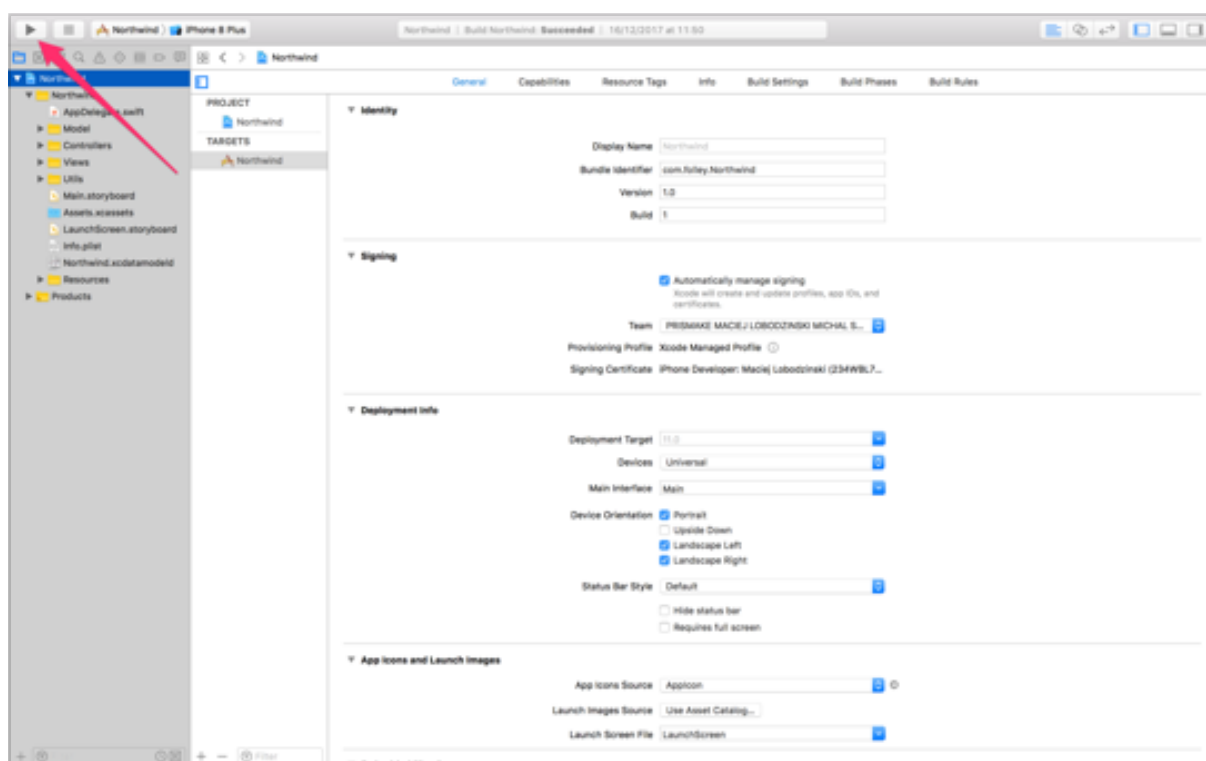 Northwind
iPhone 8 Plus
Northwind | Build Northwind: Succeeded | 16/12/2017 at 11:50
Northwind
General Capabilities Resource Tags Info Build Settings Build Phases Build Rules
AppDelegate.swift
Model
Controllers
Views
Utils
Main.storyboard
Assets.xcassets
LaunchScreen.storyboard
Info.plist
Northwind.xcdatamodeld
Resources
Products
PROJECT
Northwind
TARGETS
Northwind
Identity
Display Name Northwind
Bundle Identifier com.folley.Northwind
Version 1.0
Build 1
Signing
Automatically manage signing
Xcode will create and update profiles, app IDs, and
certificates.
Team PRISMAKE MACIEJ LOBODZINSKI MICHAL S...
Provisioning Profile Xcode Managed Profile
Signing Certificate iPhone Developer: Maciej Lobodzinski (234WBL7...
Deployment Info
Deployment Target 11.0
Devices Universal
Main Interface Main
Device Orientation Portrait
Upside Down
Landscape Left
Landscape Right
Status Bar Style Default
Hide status bar
Requires full screen
App Icons and Launch Images
App Icons Source AppIcon
Launch Images Source Use Asset Catalog...
Launch Screen File LaunchScreen
Filter